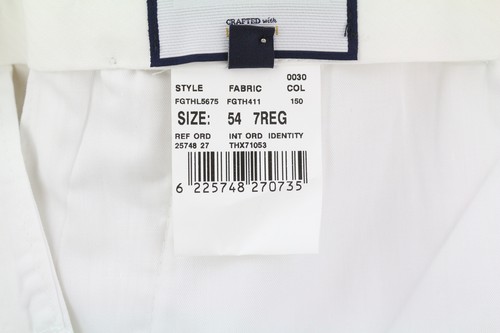 CRAFTED with
0030
STYLE FABRIC COL
FGTHL5675 FGTH411 150
SIZE: 54 7REG
REF ORD INT ORD IDENTITY
25748 27 THX71053
6 225748 270735